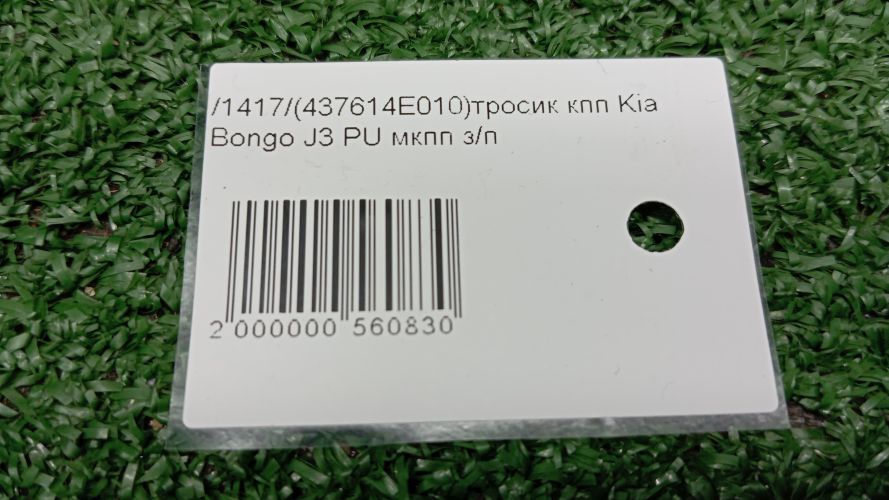 /1417/(437614E010)тросик кпп Kia
Bongo J3 PU мкпп з/п
2 000000 560830